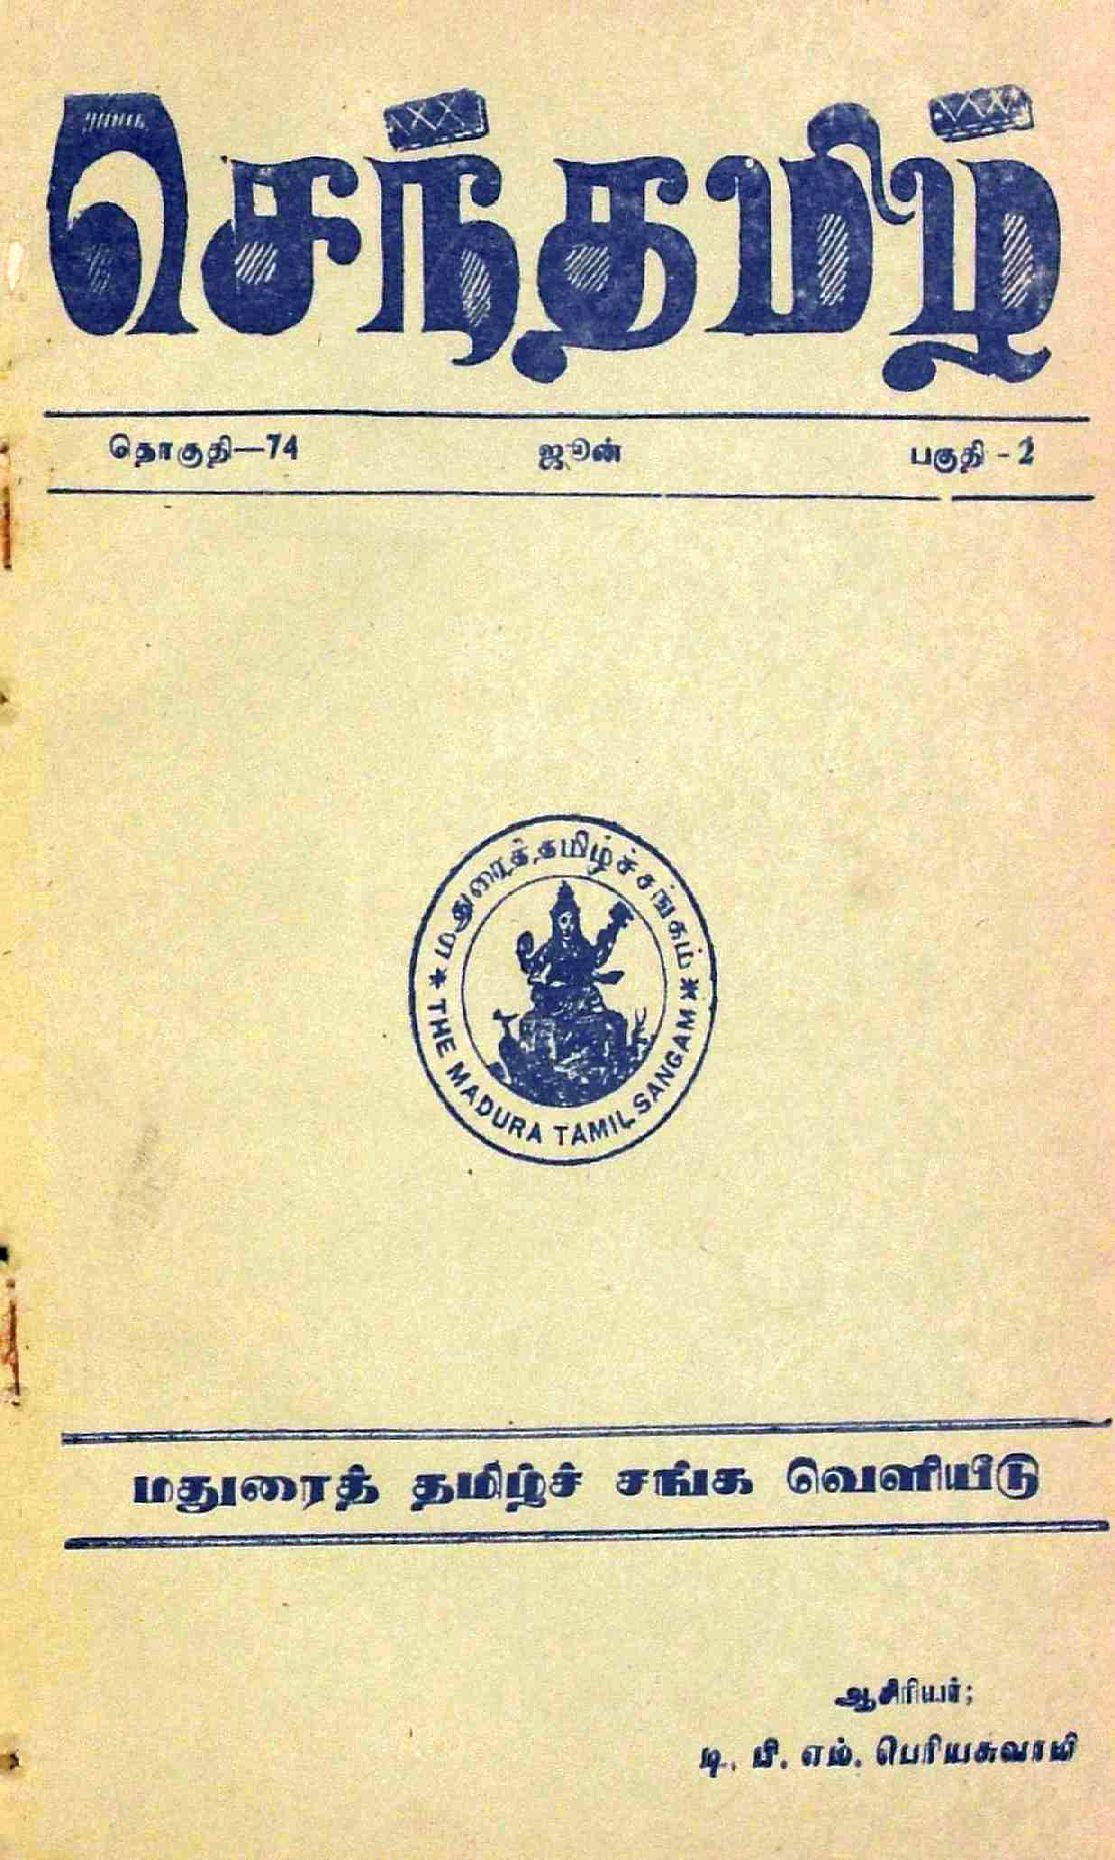 செந்தமிழ்
தொகுதி—74 ஜூன் பகுதி - 2
* மதுரைத் தமிழ்ச்சங்கம் *
THE MADURA TAMIL SANGAM
மதுரைத் தமிழ்ச் சங்க வெளியீடு
ஆசிரியர்;
டி. பி. எம். பெரியசுவாமி